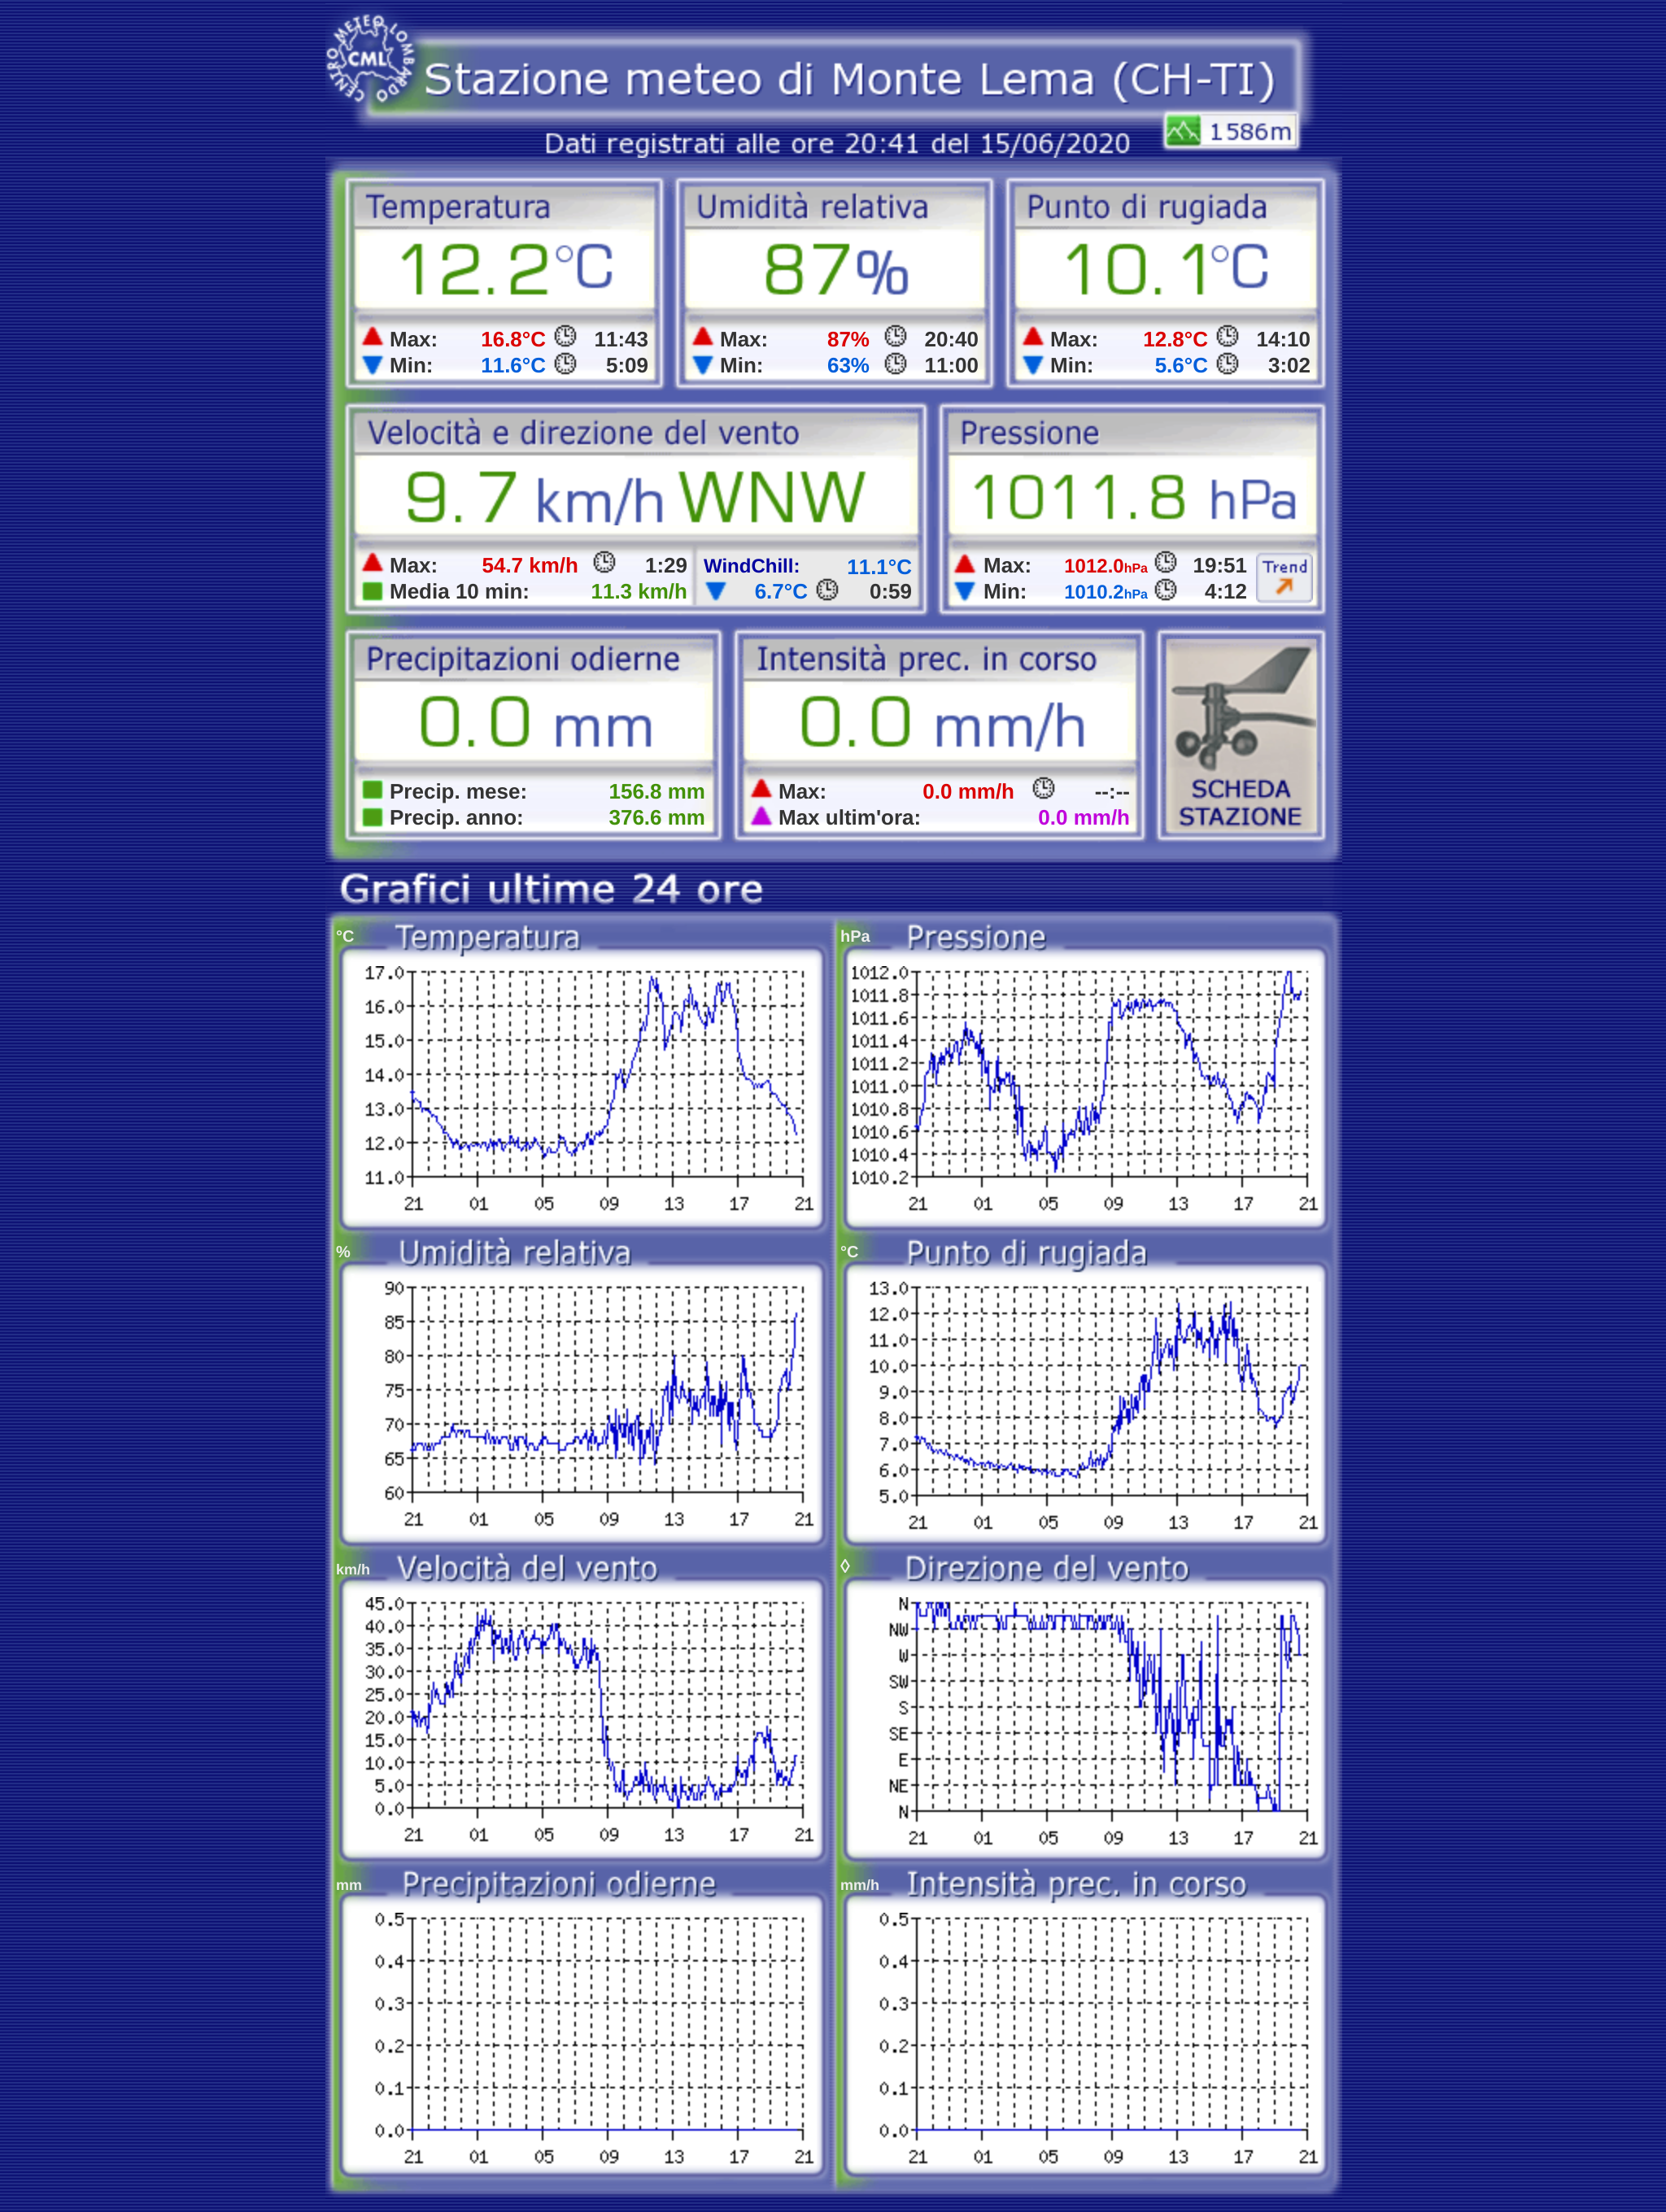 CENTRO METEO LOMBARDO
CML
Stazione meteo di Monte Lema (CH-TI)
1586m
Dati registrati alle ore 20:41 del 15/06/2020
Temperatura Umidità relativa Punto di rugiada
12.2°C 87% 10.1°C
Max: 16.8°C 11:43 Max: 87% 20:40 Max: 12.8°C 14:10
Min: 11.6°C 5:09 Min: 63% 11:00 Min: 5.6°C 3:02
Velocità e direzione del vento Pressione
9.7 km/h WNW 1011.8 hPa
Max: 54.7 km/h 1:29 WindChill: 11.1°C Max: 1012.0hPa 19:51 Trend
Media 10 min: 11.3 km/h 6.7°C 0:59 Min: 1010.2hPa 4:12
Precipitazioni odierne Intensità prec. in corso
0.0 mm 0.0 mm/h
Precip. mese: 156.8 mm Max: 0.0 mm/h --:-- SCHEDA
Precip. anno: 376.6 mm Max ultim'ora: 0.0 mm/h STAZIONE
Grafici ultime 24 ore
°C Temperatura
17.0
16.0
15.0
14.0
13.0
12.0
11.0
21 01 05 09 13 17 21
hPa Pressione
1012.0
1011.8
1011.6
1011.4
1011.2
1011.0
1010.8
1010.6
1010.4
1010.2
21 01 05 09 13 17 21
% Umidità relativa
90
85
80
75
70
65
60
21 01 05 09 13 17 21
°C Punto di rugiada
13.0
12.0
11.0
10.0
9.0
8.0
7.0
6.0
5.0
21 01 05 09 13 17 21
km/h Velocità del vento
45.0
40.0
35.0
30.0
25.0
20.0
15.0
10.0
5.0
0.0
21 01 05 09 13 17 21
◊ Direzione del vento
N
NW
W
SW
S
SE
E
NE
N
21 01 05 09 13 17 21
mm Precipitazioni odierne
0.5
0.4
0.3
0.2
0.1
0.0
21 01 05 09 13 17 21
mm/h Intensità prec. in corso
0.5
0.4
0.3
0.2
0.1
0.0
21 01 05 09 13 17 21